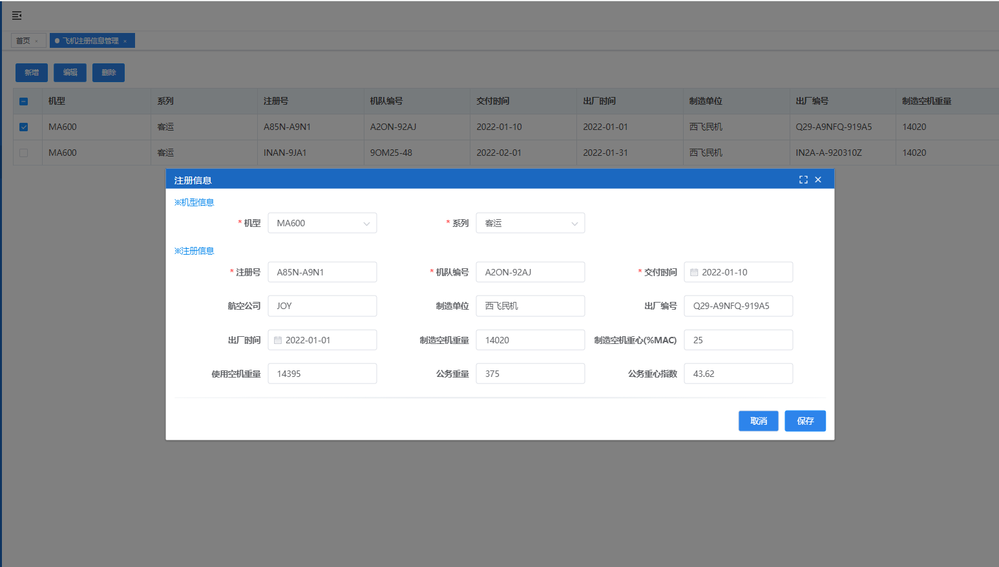 首页 ×
飞机注册信息管理 ×
新增 编辑 删除
机型 系列 注册号 机队编号 交付时间 出厂时间 制造单位 出厂编号 制造空机重量
MA600 客运 A85N-A9N1 A2ON-92AJ 2022-01-10 2022-01-01 西飞民机 Q29-A9NFQ-919A5 14020
MA600 客运 INAN-9JA1 9OM25-48 2022-02-01 2022-01-31 西飞民机 IN2A-A-920310Z 14020
注册信息
※机型信息
* 机型 MA600 * 系列 客运
※注册信息
* 注册号 A85N-A9N1 * 机队编号 A2ON-92AJ * 交付时间 2022-01-10
航空公司 JOY 制造单位 西飞民机 出厂编号 Q29-A9NFQ-919A5
出厂时间 2022-01-01 制造空机重量 14020 制造空机重心(%MAC) 25
使用空机重量 14395 公务重量 375 公务重心指数 43.62
取消 保存